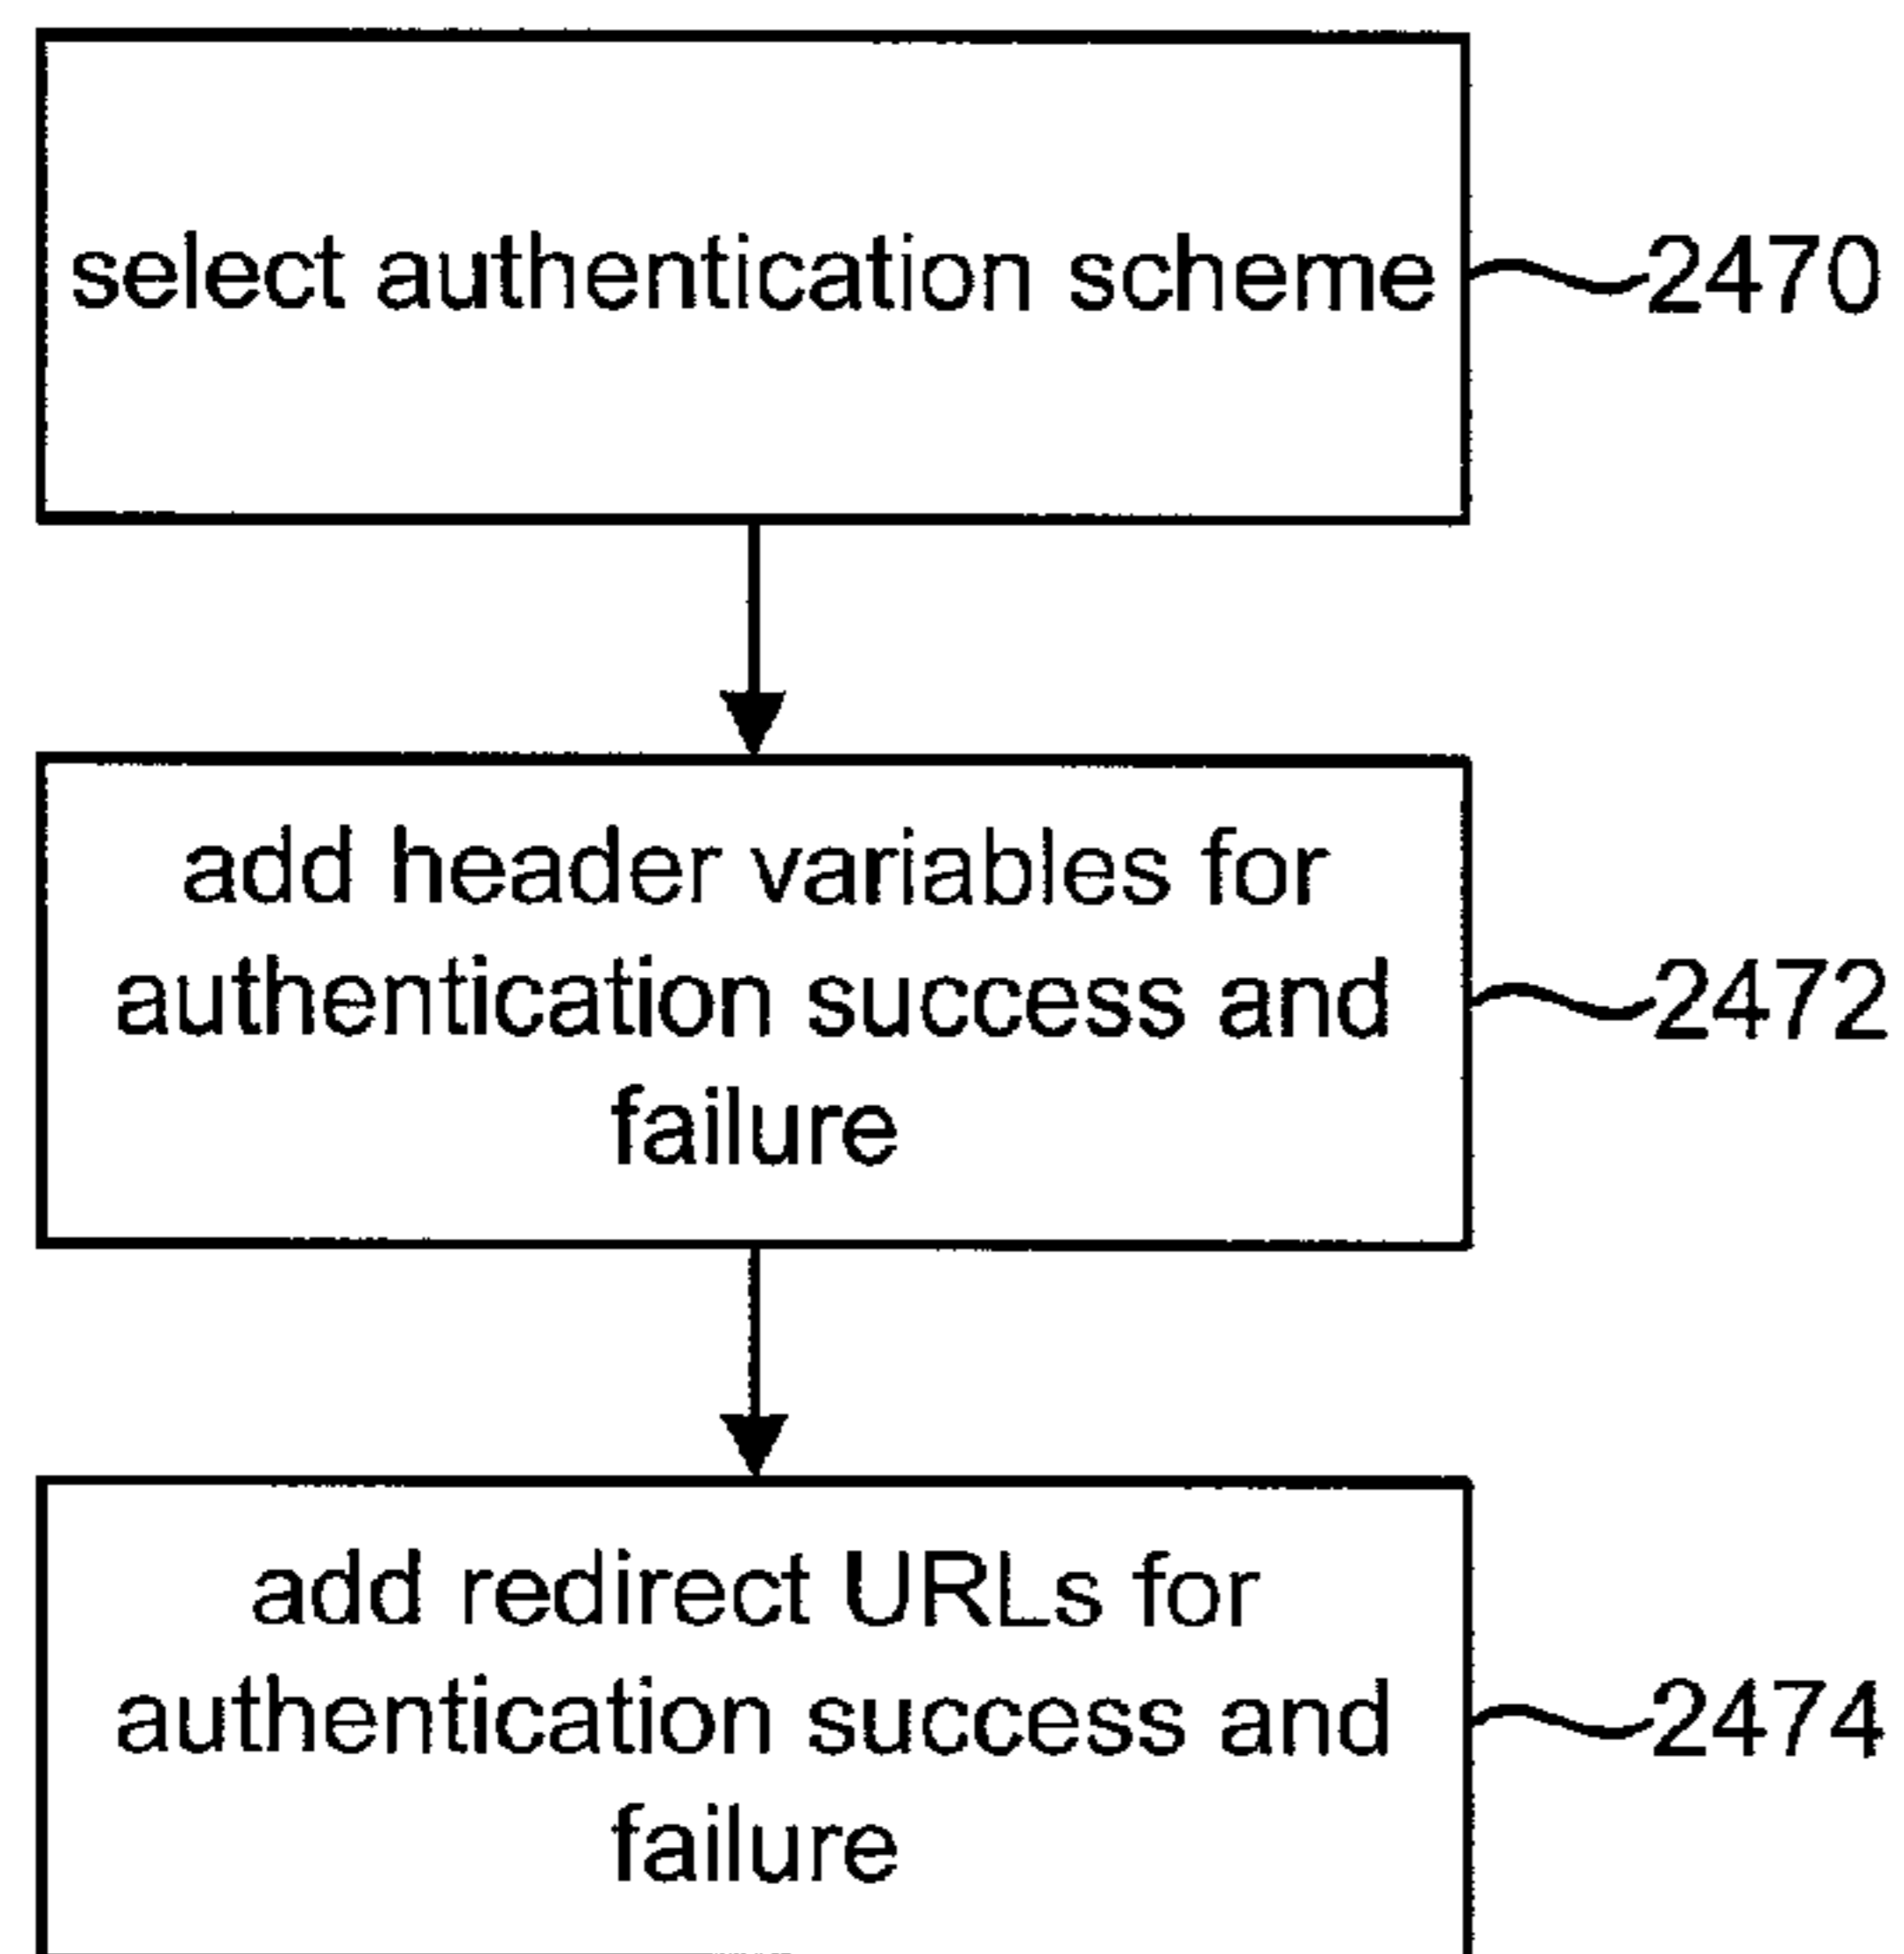 select authentication scheme 2470
add header variables for
authentication success and 2472
failure
add redirect URLs for
authentication success and 2474
failure